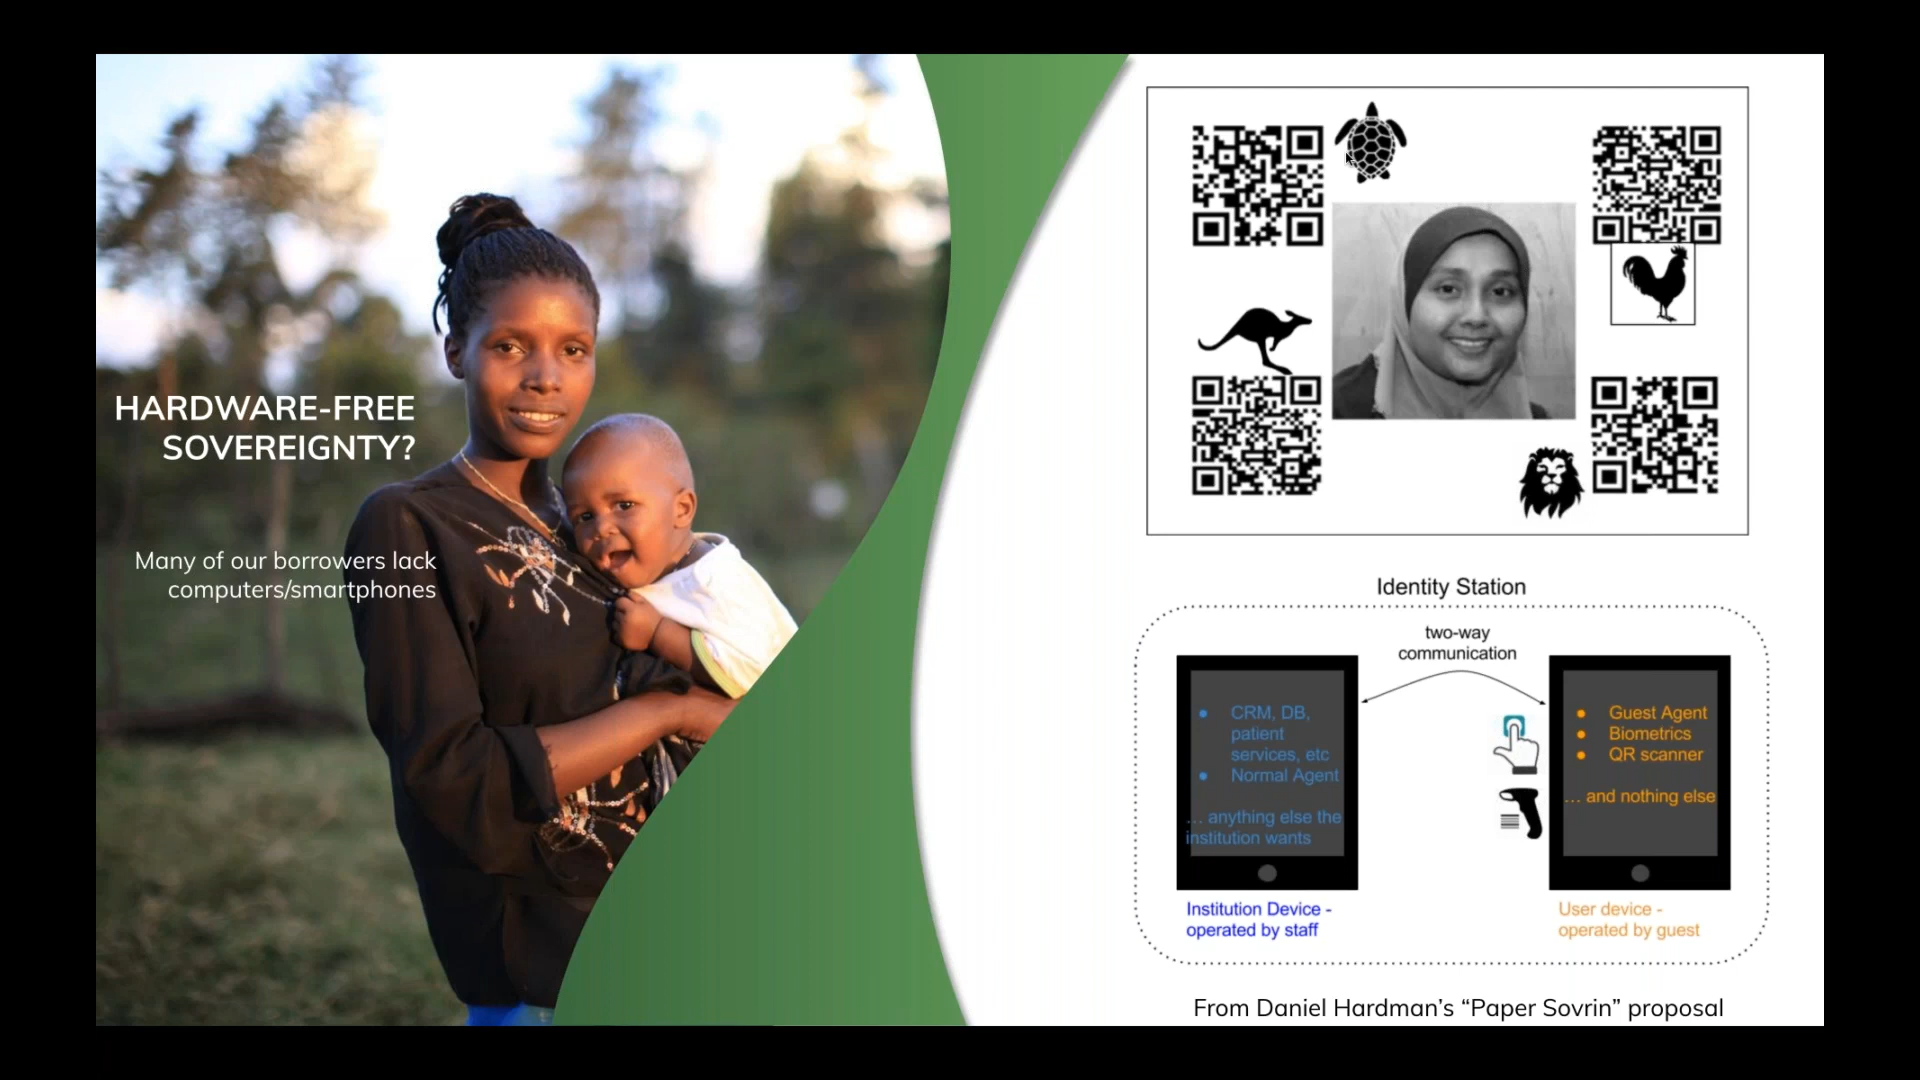 HARDWARE-FREE
SOVEREIGNTY?
Many of our borrowers lack
computers/smartphones
Identity Station
two-way
communication
● CRM, DB,
patient
services, etc
● Normal Agent
... anything else the
institution wants
● Guest Agent
● Biometrics
● QR scanner
... and nothing else
Institution Device -
operated by staff
User device -
operated by guest
From Daniel Hardman’s “Paper Sovrin” proposal